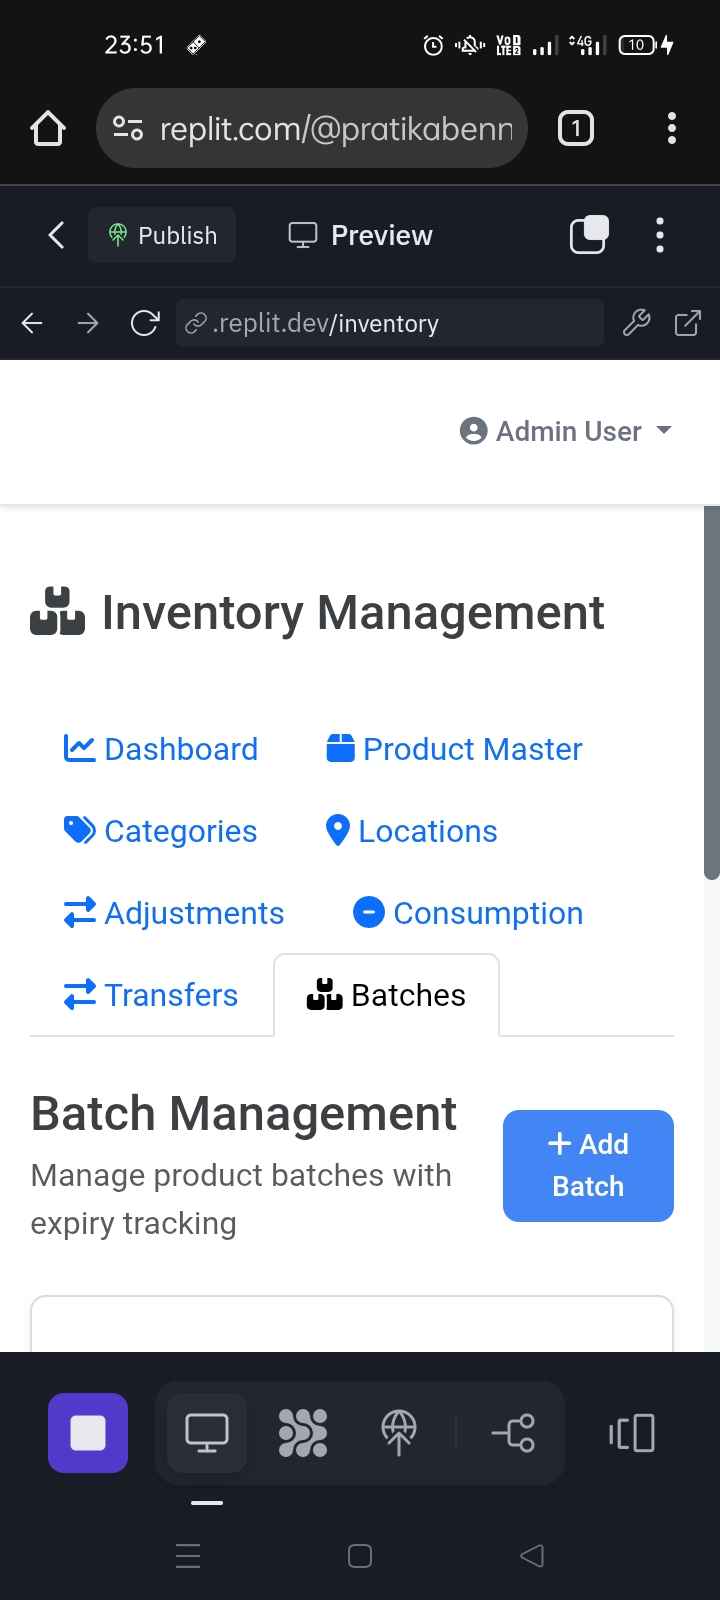 23:51
VoD
LTE2
4G
10
replit.com/@pratikabenn
1
Publish
Preview
.replit.dev/inventory
Admin User
Inventory Management
Dashboard
Product Master
Categories
Locations
Adjustments
Consumption
Transfers
Batches
Batch Management
Manage product batches with
expiry tracking
+ Add
Batch